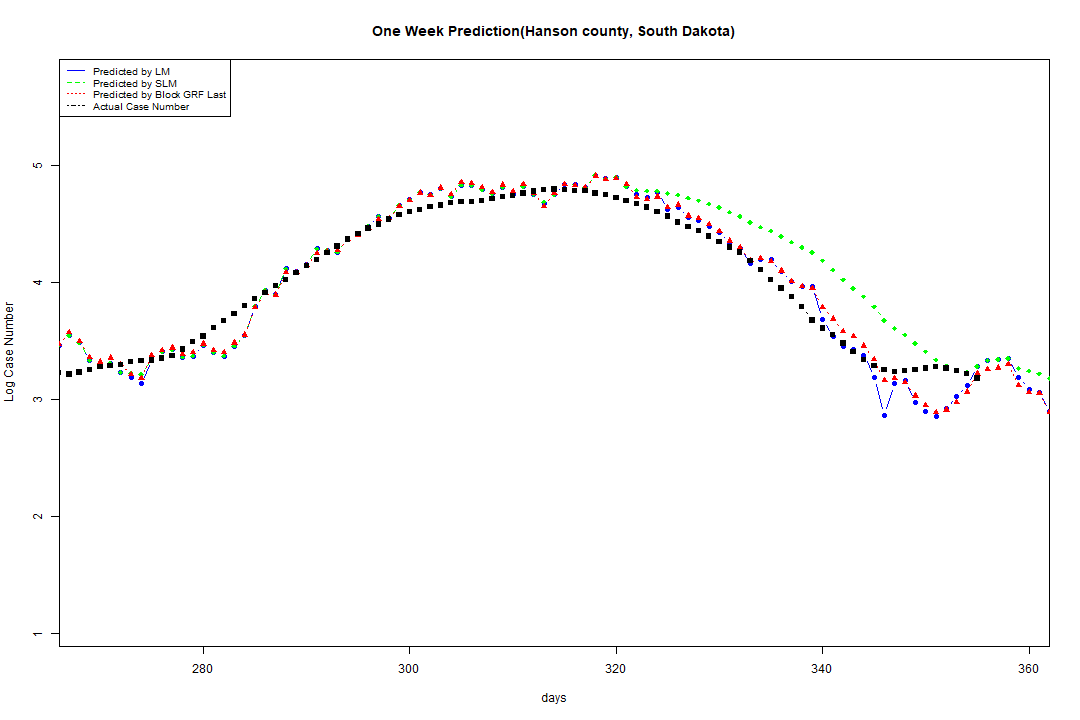 One Week Prediction(Hanson county, South Dakota)
Predicted by LM
Predicted by SLM
Predicted by Block GRF Last
Actual Case Number
5
4
3
2
1
Log Case Number
280 300 320 340 360
days